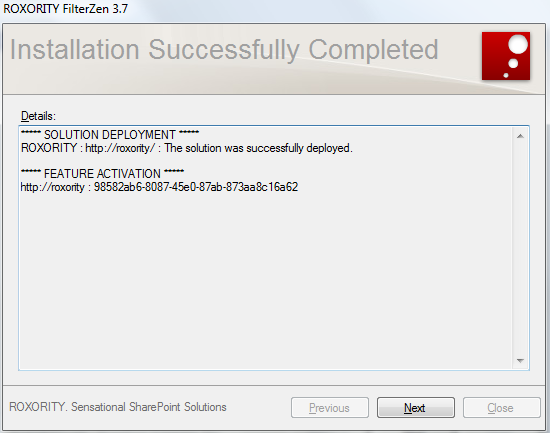 ROXORITY FilterZen 3.7
Installation Successfully Completed
Details:
***** SOLUTION DEPLOYMENT *****
ROXORITY : http://roxority/ : The solution was successfully deployed.
***** FEATURE ACTIVATION *****
http://roxority : 98582ab6-8087-45e0-87ab-873aa8c16a62
ROXORITY. Sensational SharePoint Solutions
Previous
Next
Close